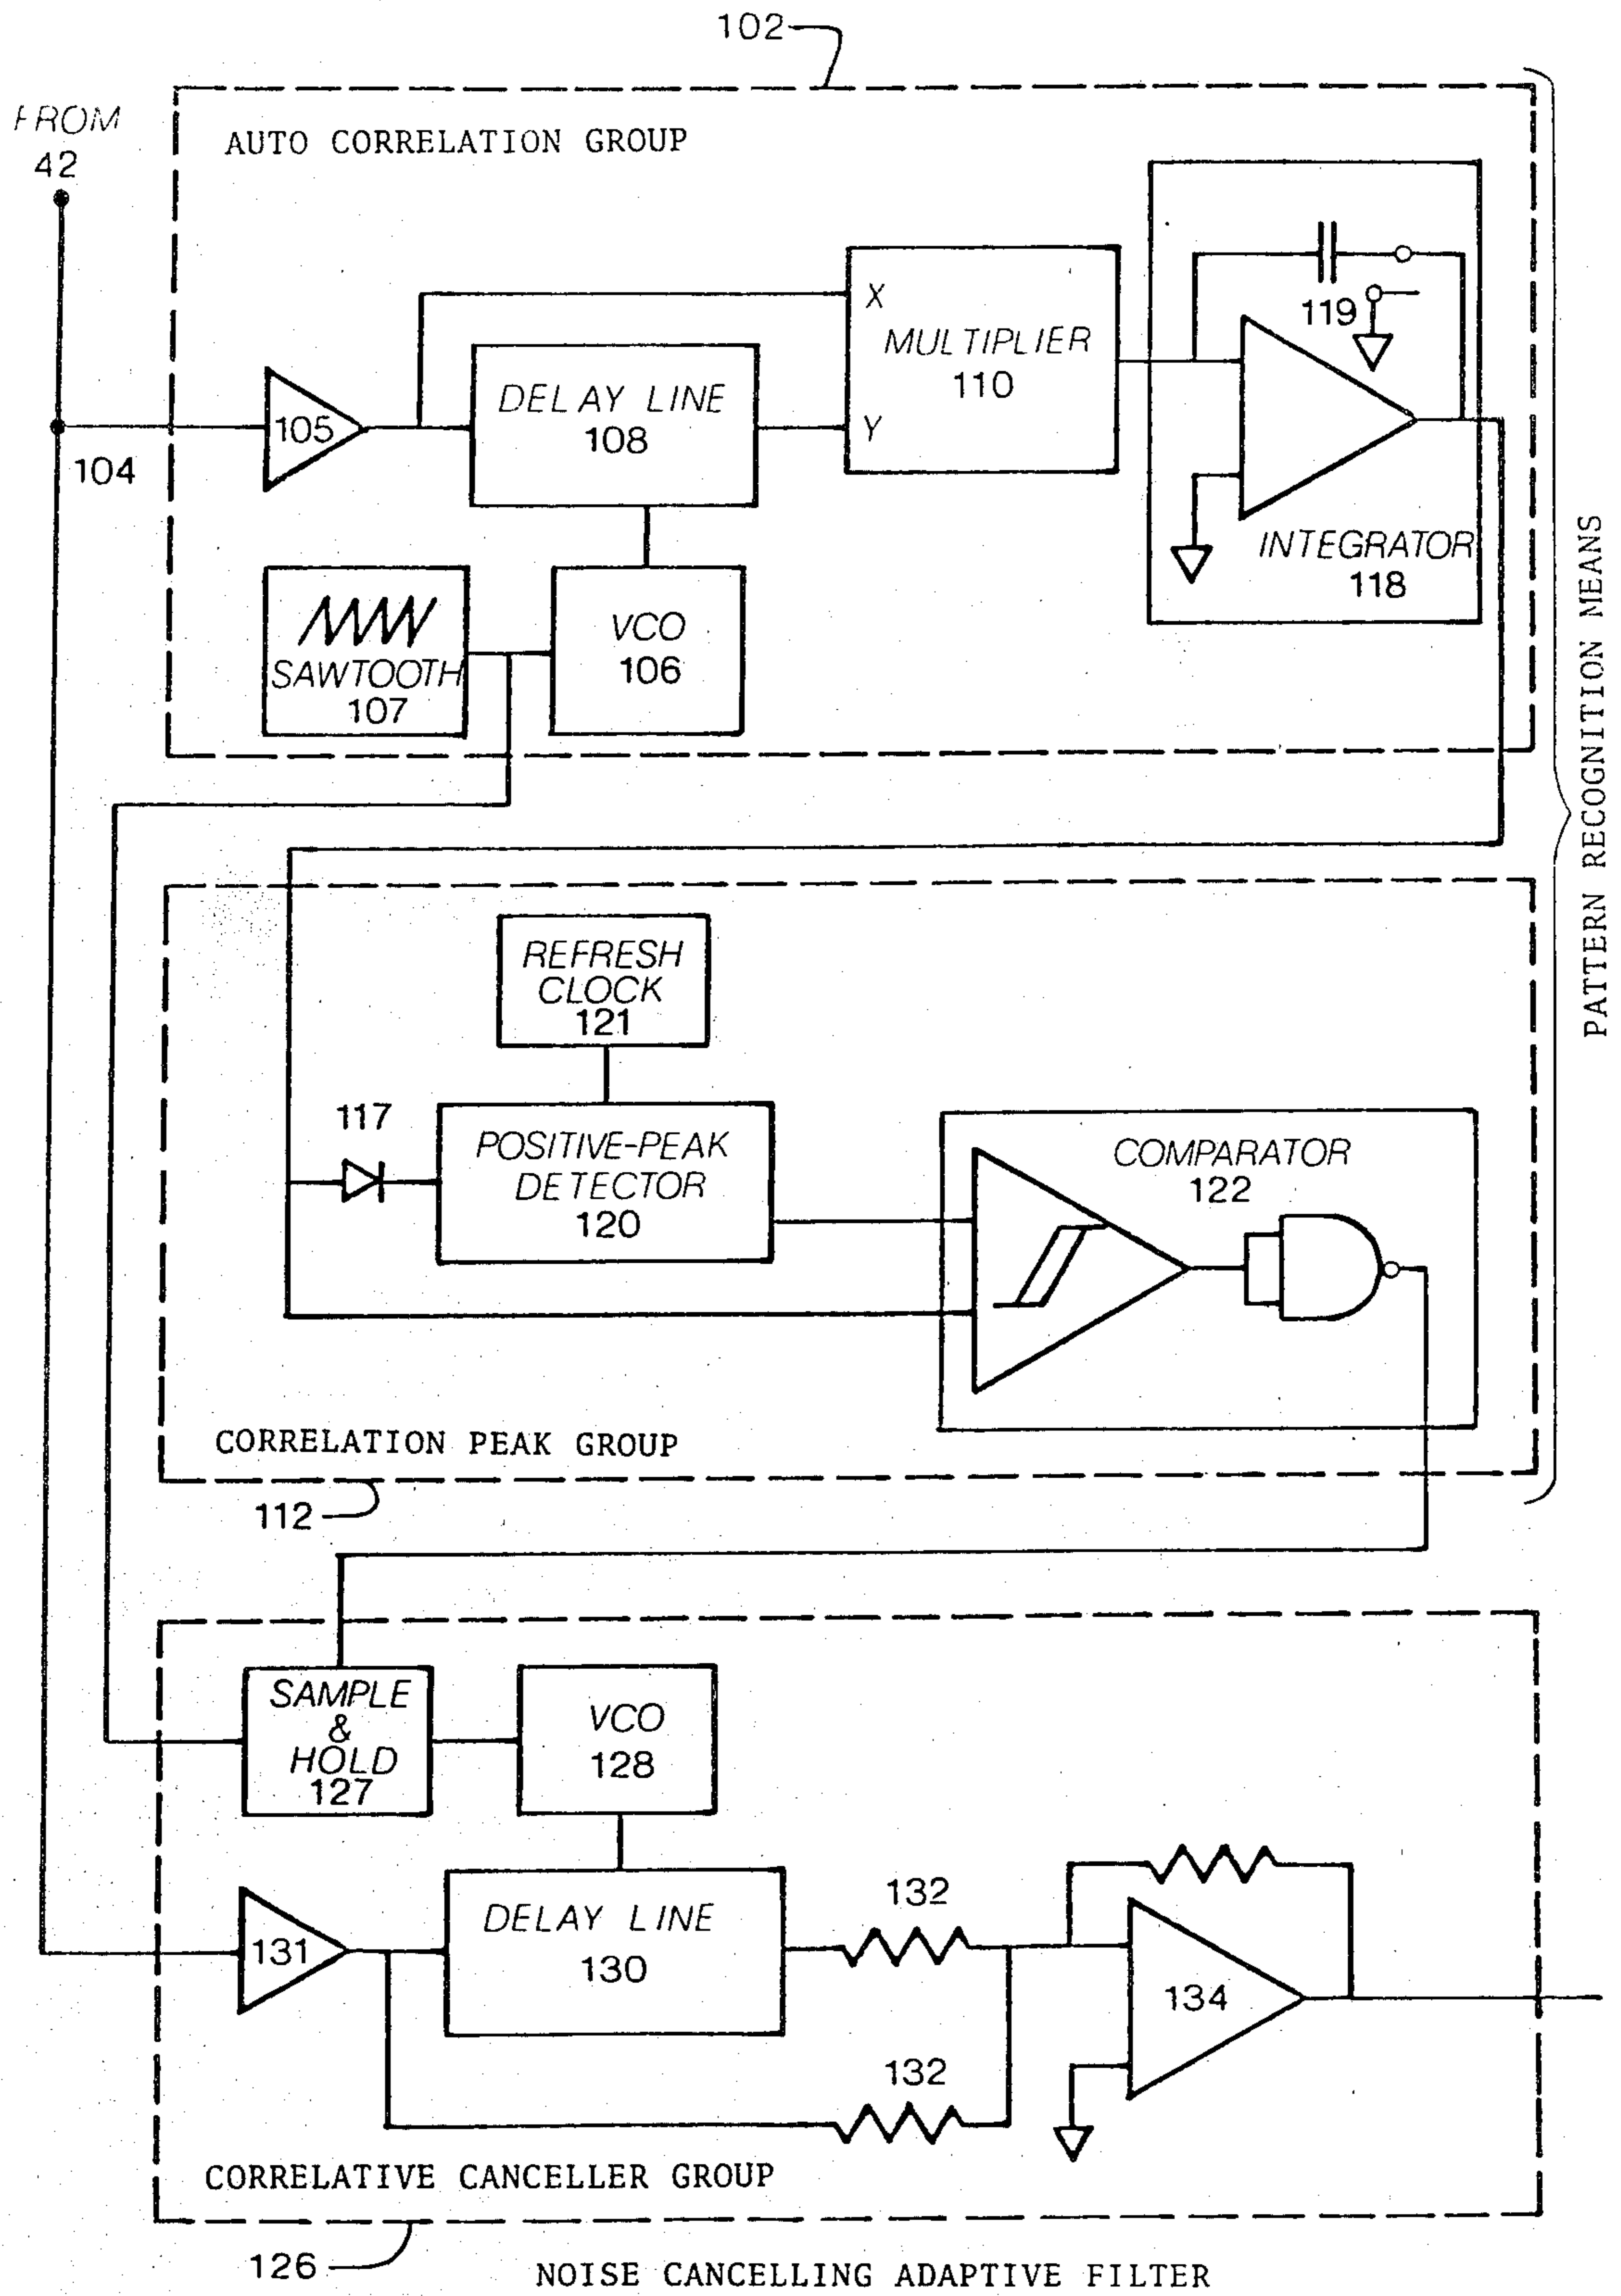 102
FROM
42
AUTO CORRELATION GROUP
119
X
MULTIPLIER
110
Y
DELAY LINE
108
105
104
INTEGRATOR
118
VCO
106
SAWTOOTH
107
PATTERN RECOGNITION MEANS
REFRESH
CLOCK
121
117
POSITIVE-PEAK
DETECTOR
120
COMPARATOR
122
CORRELATION PEAK GROUP
112
SAMPLE
&
HOLD
127
VCO
128
132
DELAY LINE
130
131
134
132
CORRELATIVE CANCELLER GROUP
126
NOISE CANCELLING ADAPTIVE FILTER